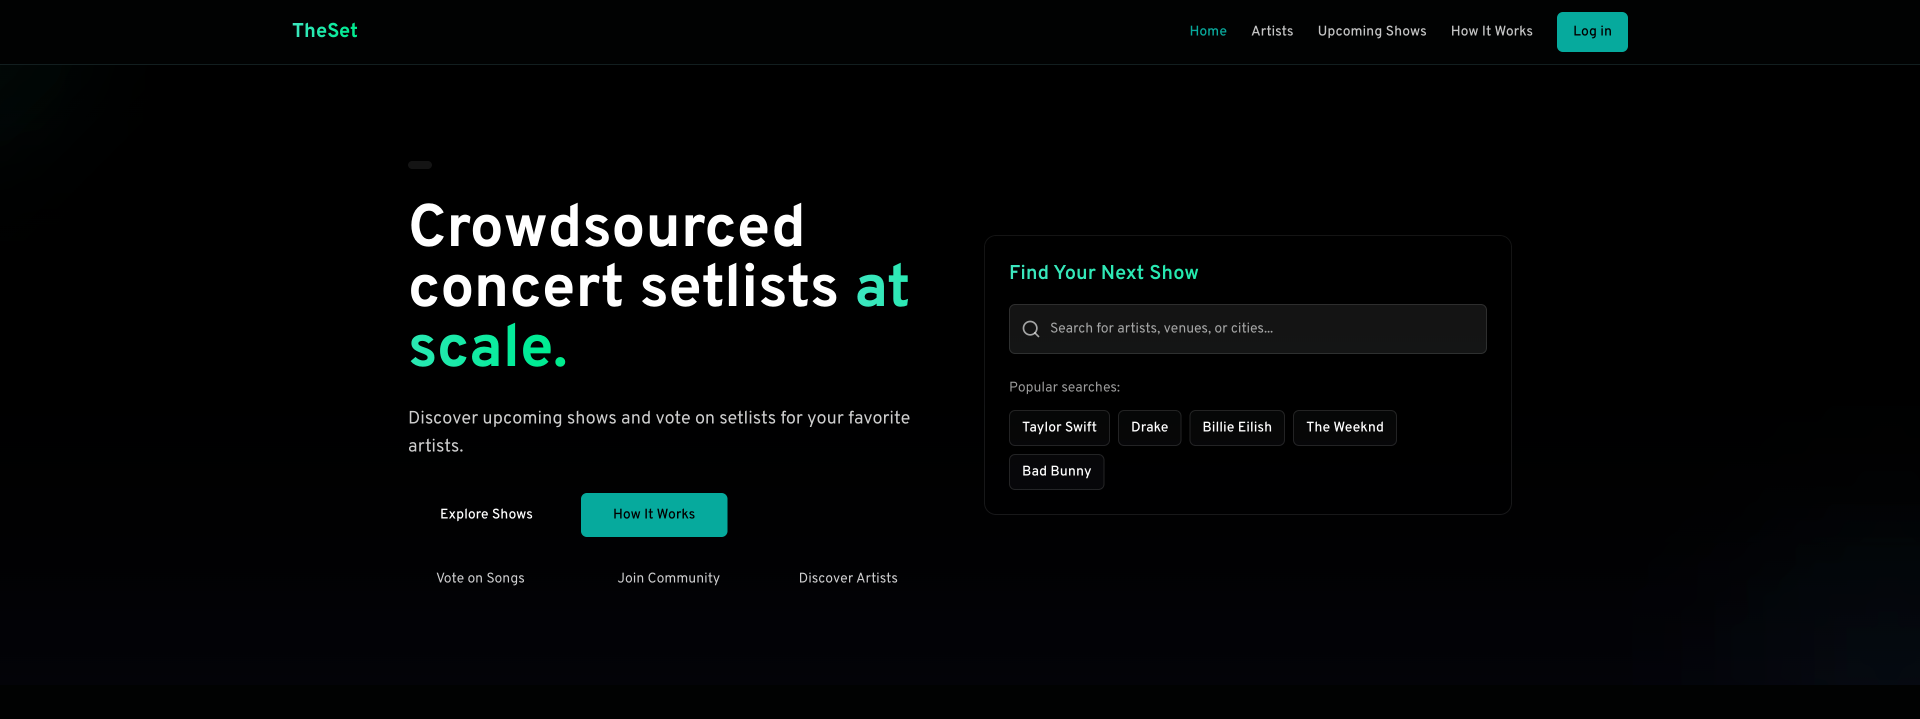 TheSet
Home
Artists
Upcoming Shows
How It Works
Log in
Crowdsourced
concert setlists at
scale.
Discover upcoming shows and vote on setlists for your favorite
artists.
Explore Shows
How It Works
Vote on Songs
Join Community
Discover Artists
Find Your Next Show
Search for artists, venues, or cities...
Popular searches:
Taylor Swift
Drake
Billie Eilish
The Weeknd
Bad Bunny